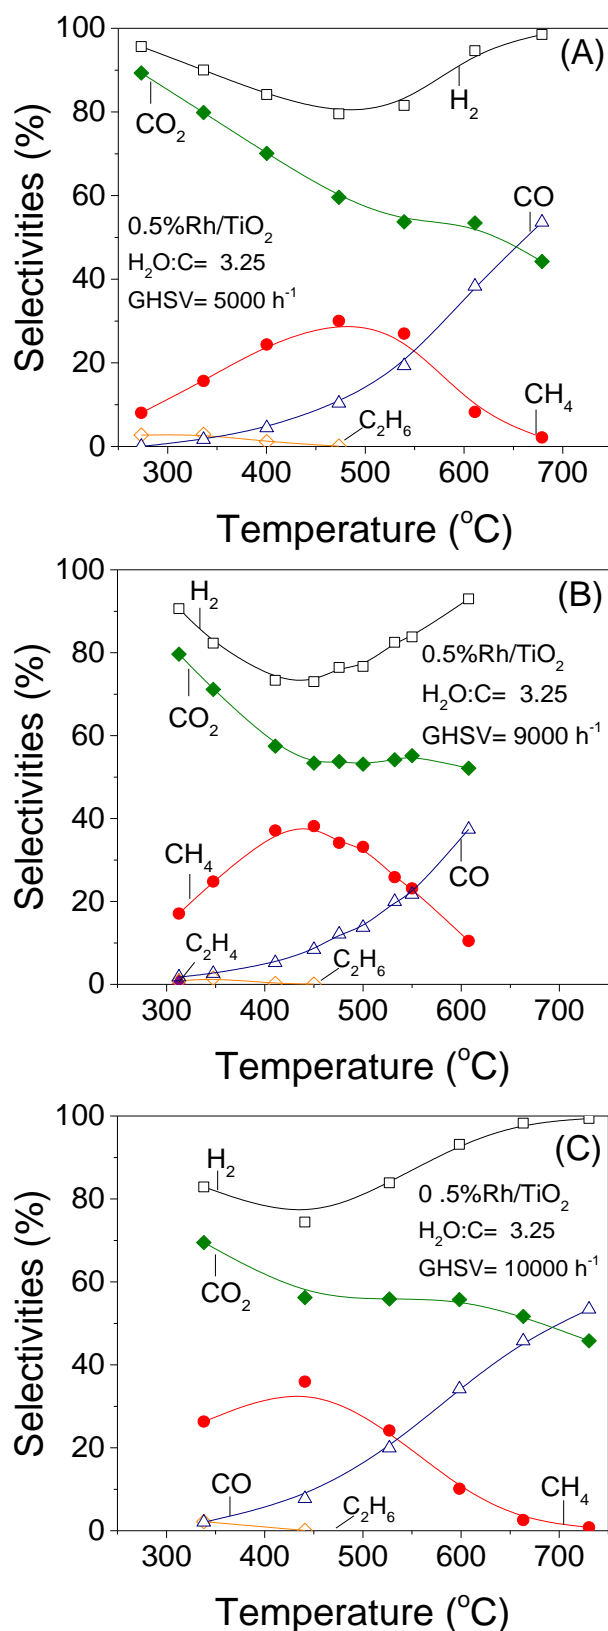 100
(A)
H₂
CO₂
80
CO
60
0.5%Rh/TiO₂
H₂O:C= 3.25
GHSV= 5000 h⁻¹
40
20
CH₄
C₂H₆
0
Selectivities (%)
300 400 500 600 700
Temperature (°C)
100
H₂
(B)
80
0.5%Rh/TiO₂
CO₂
H₂O:C= 3.25
GHSV= 9000 h⁻¹
60
40
CH₄
CO
20
C₂H₄
C₂H₆
0
Selectivities (%)
300 400 500 600 700
Temperature (°C)
100
H₂
(C)
80
0 .5%Rh/TiO₂
H₂O:C= 3.25
GHSV= 10000 h⁻¹
60
CO₂
40
20
CO
C₂H₆
CH₄
0
Selectivities (%)
300 400 500 600 700
Temperature (°C)